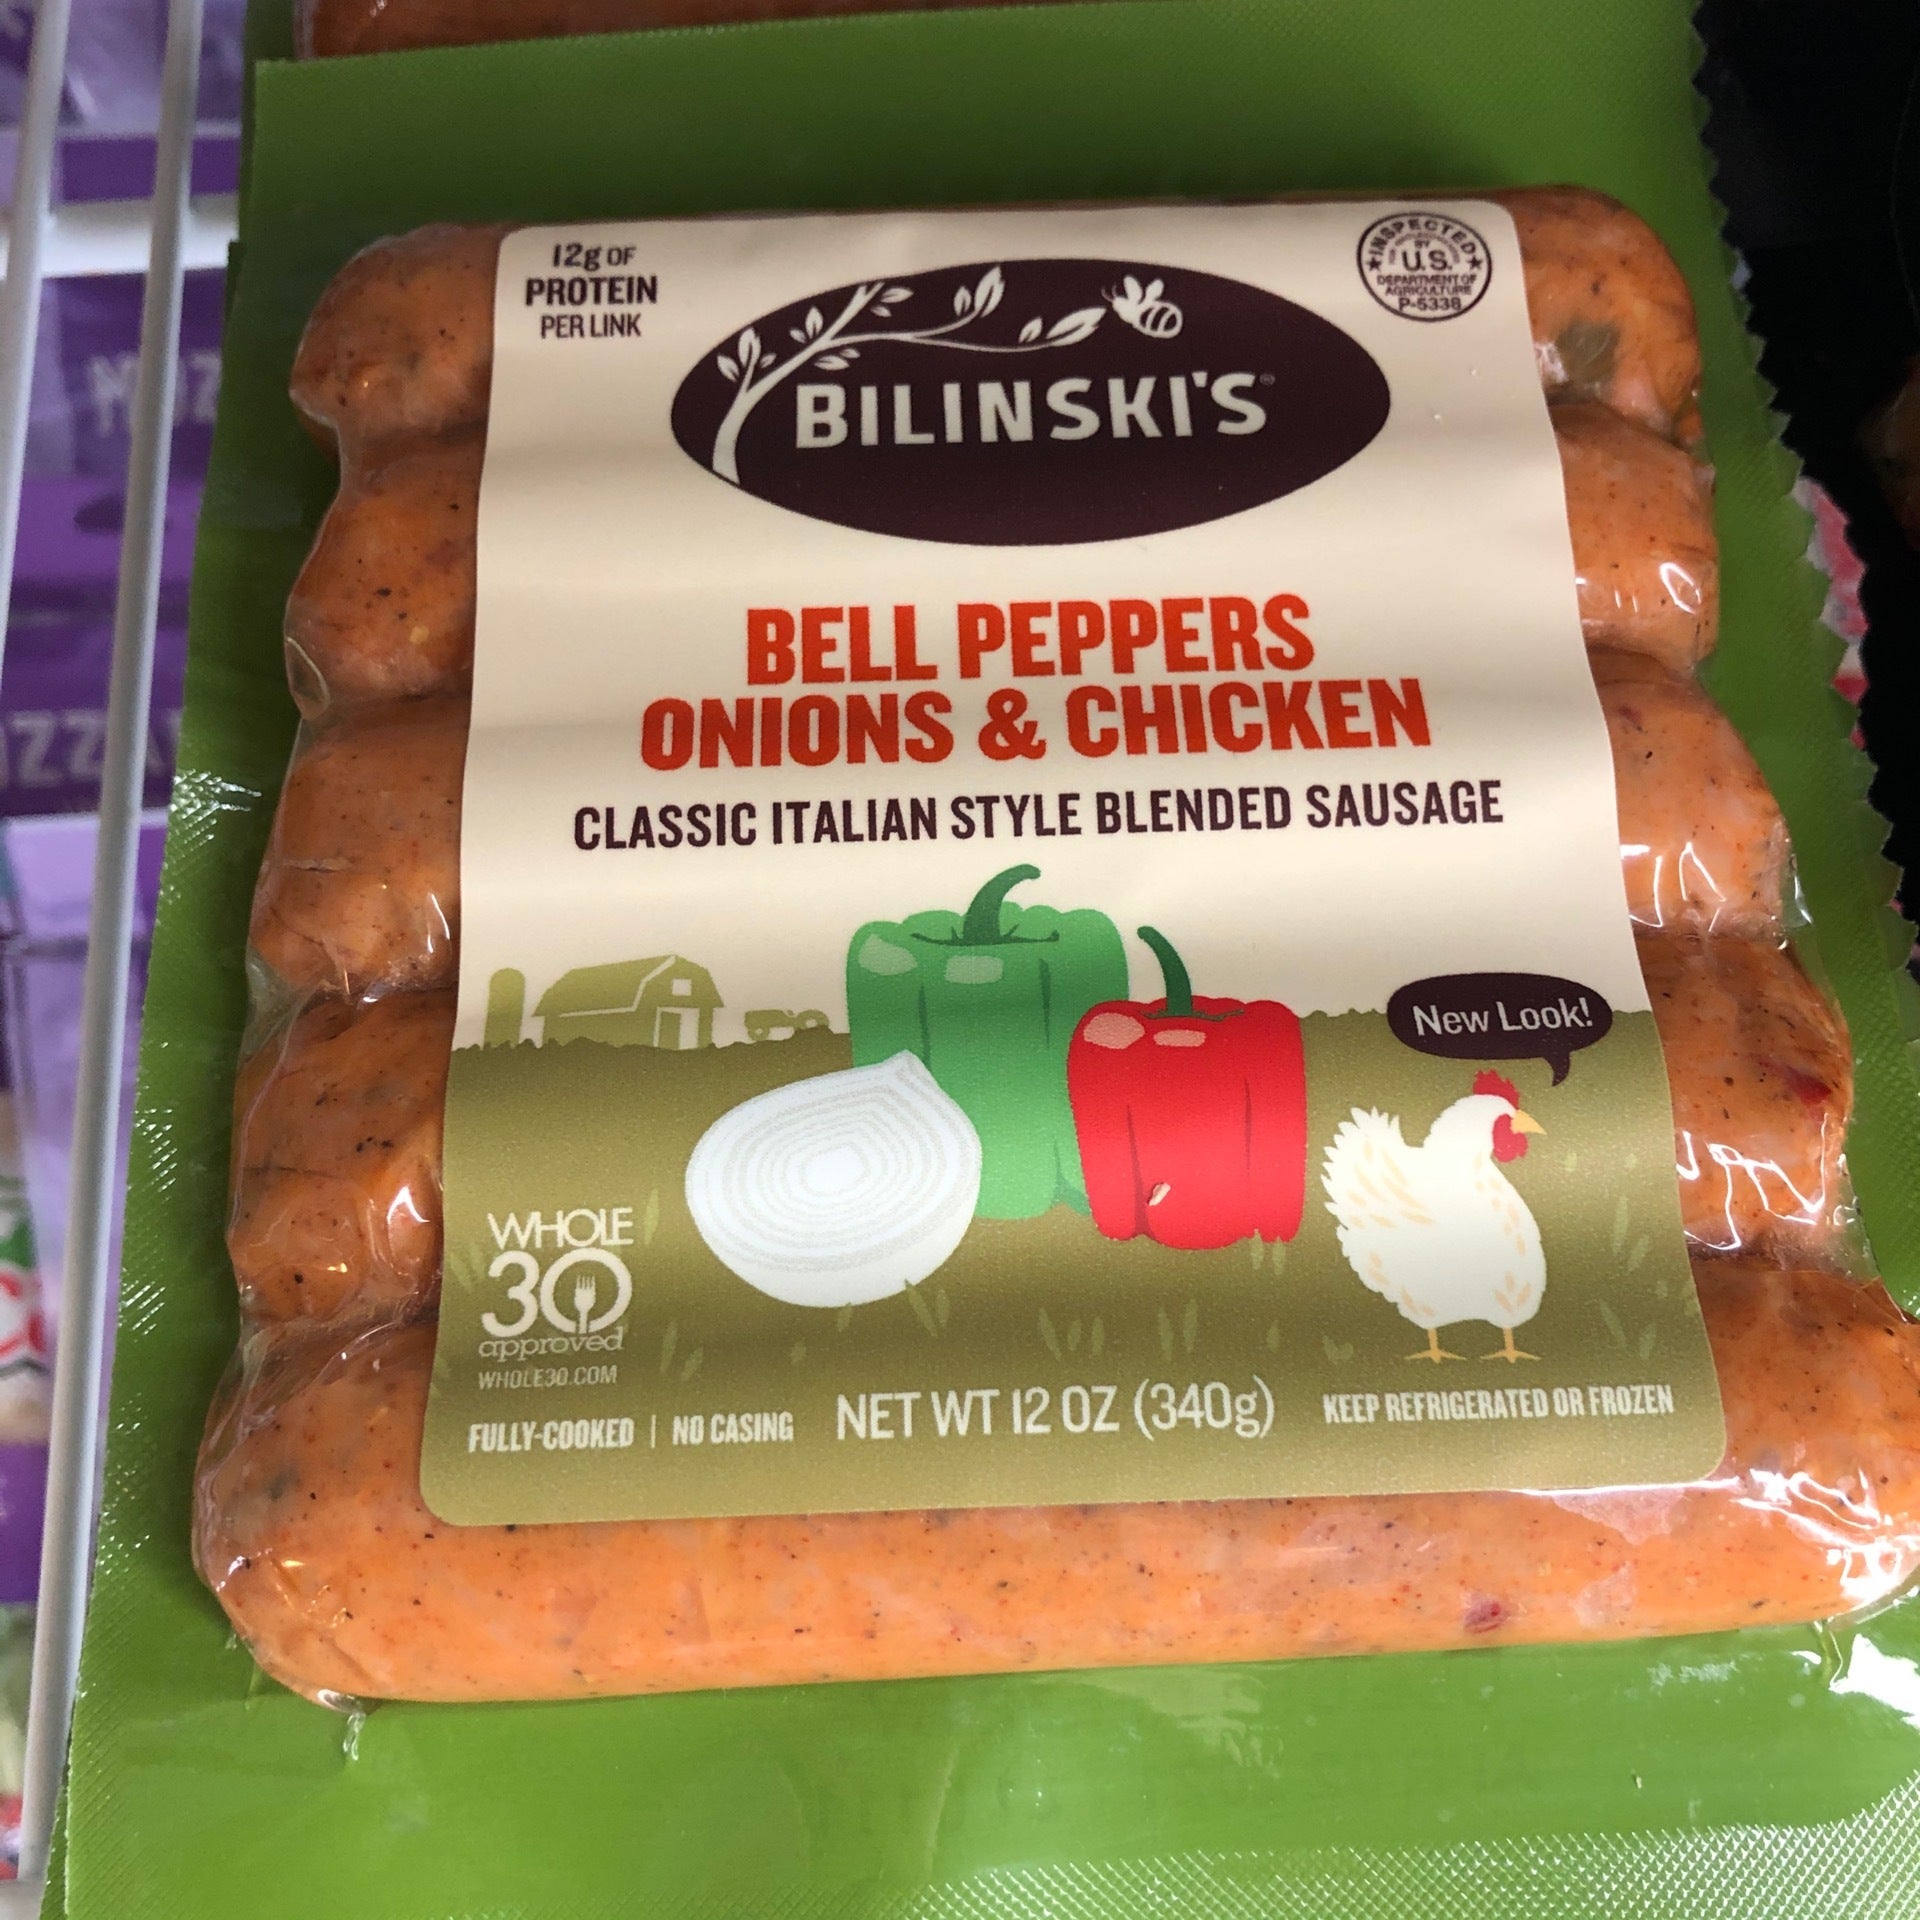 12g OF
PROTEIN
PER LINK
BILINSKI'S®
INSPECTED
BY
U.S.
DEPARTMENT OF
AGRICULTURE
P-5338
BELL PEPPERS
ONIONS & CHICKEN
CLASSIC ITALIAN STYLE BLENDED SAUSAGE
New Look!
WHOLE
30
approved
WHOLE30.COM
FULLY-COOKED | NO CASING
NET WT 12 OZ (340g)
KEEP REFRIGERATED OR FROZEN